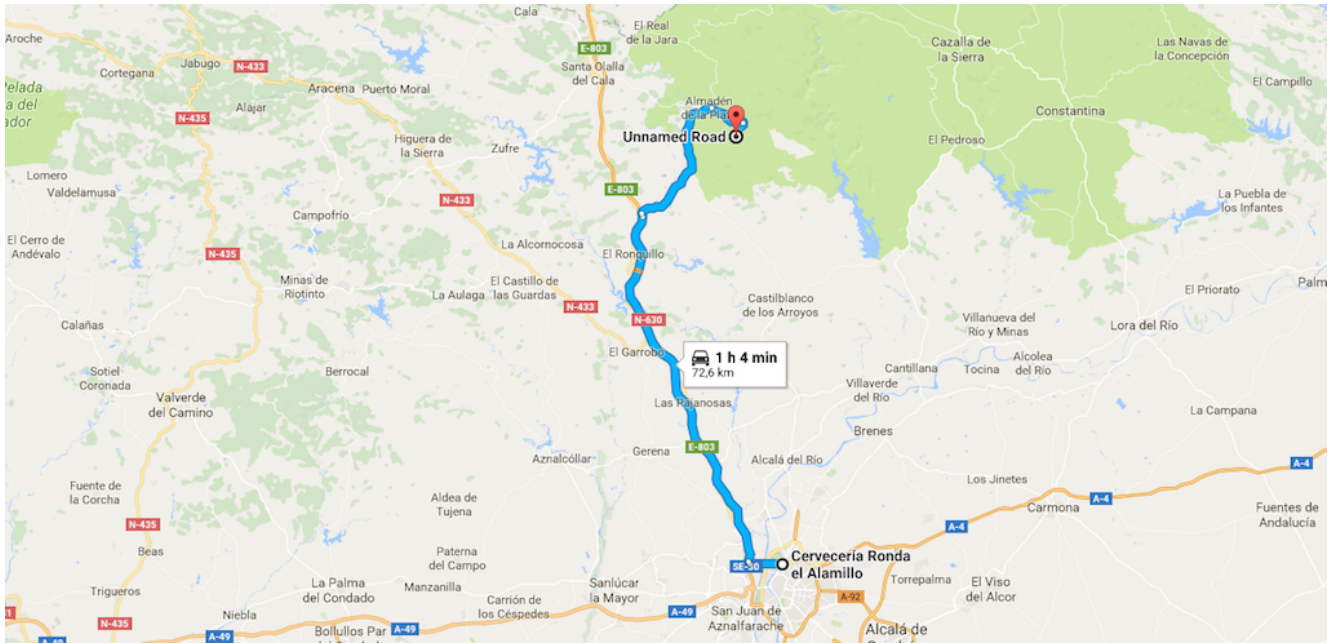 Cala
El Real
de la Jara
Aroche
Cazalla de
la Sierra
Las Navas de
la Concepción
E-803
Jabugo
N-433
Santa Olalla
del Cala
Cortegana
El Campillo
Aracena
Puerto Moral
Almadén
Alájar
Constantina
N-435
Unnamed Road
Higuera de
la Sierra
Zufre
El Pedroso
Lomero
Valdelamusa
E-803
N-433
La Puebla de
los Infantes
Campofrío
El Cerro de
Andévalo
La Alcornocosa
N-435
El Ronquillo
Minas de
Riotinto
El Castillo de
las Guardas
La Aulaga
El Priorato
Palm
Castilblanco
de los Arroyos
N-433
N-630
Calañas
Villanueva del
Río y Minas
Lora del Río
El Garrobo
1 h 4 min
72,6 km
Alcolea
del Río
Sotiel
Coronada
Berrocal
Cantillana
Tocina
Villaverde
del Río
Valverde
del Camino
Las Pajanosas
La Campana
Brenes
E-803
Gerena
Aznalcóllar
Alcalá del Río
A-4
Fuente de
la Corcha
Los Jinetes
Aldea de
Tujena
A-4
Carmona
Fuentes de
Andalucía
N-435
A-4
Beas
Paterna
del Campo
Cervecería Ronda
el Alamillo
SE-30
La Palma
del Condado
Manzanilla
Sanlúcar
la Mayor
Torrepalma
El Viso
del Alcor
Trigueros
Niebla
Carrión de
los Céspedes
A-49
San Juan de
Aznalfarache
A-92
N-435
A-49
Bollullos Par
A-49
Alcalá de